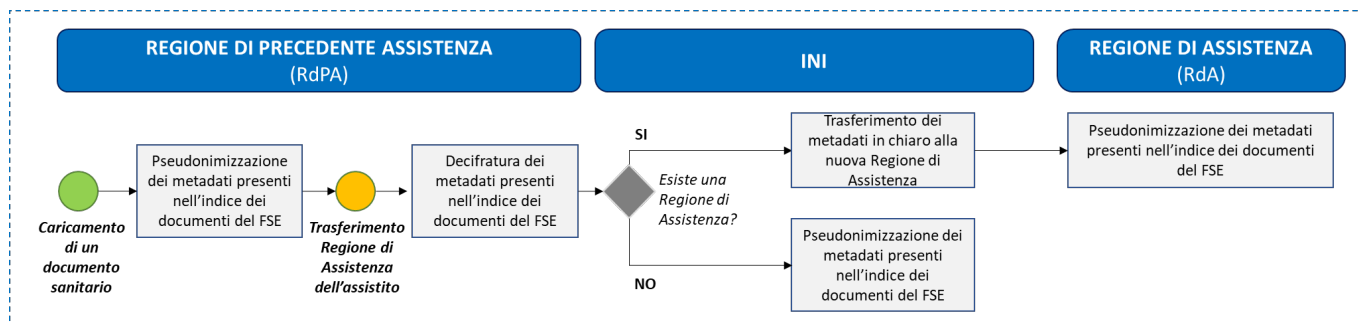 REGIONE DI PRECEDENTE ASSISTENZA
(RdPA)
INI
REGIONE DI ASSISTENZA
(RdA)
Caricamento
di un
documento
sanitario
Pseudonimizzazione
dei metadati presenti
nell’indice dei
documenti del FSE
Trasferimento
Regione di
Assistenza
dell’assistito
Decifratura dei
metadati presenti
nell’indice dei
documenti del FSE
Esiste una
Regione di
Assistenza?
SI
Trasferimento dei
metadati in chiaro alla
nuova Regione di
Assistenza
Pseudonimizzazione dei metadati
presenti nell’indice dei documenti
del FSE
NO
Pseudonimizzazione dei
metadati presenti
nell’indice dei
documenti del FSE